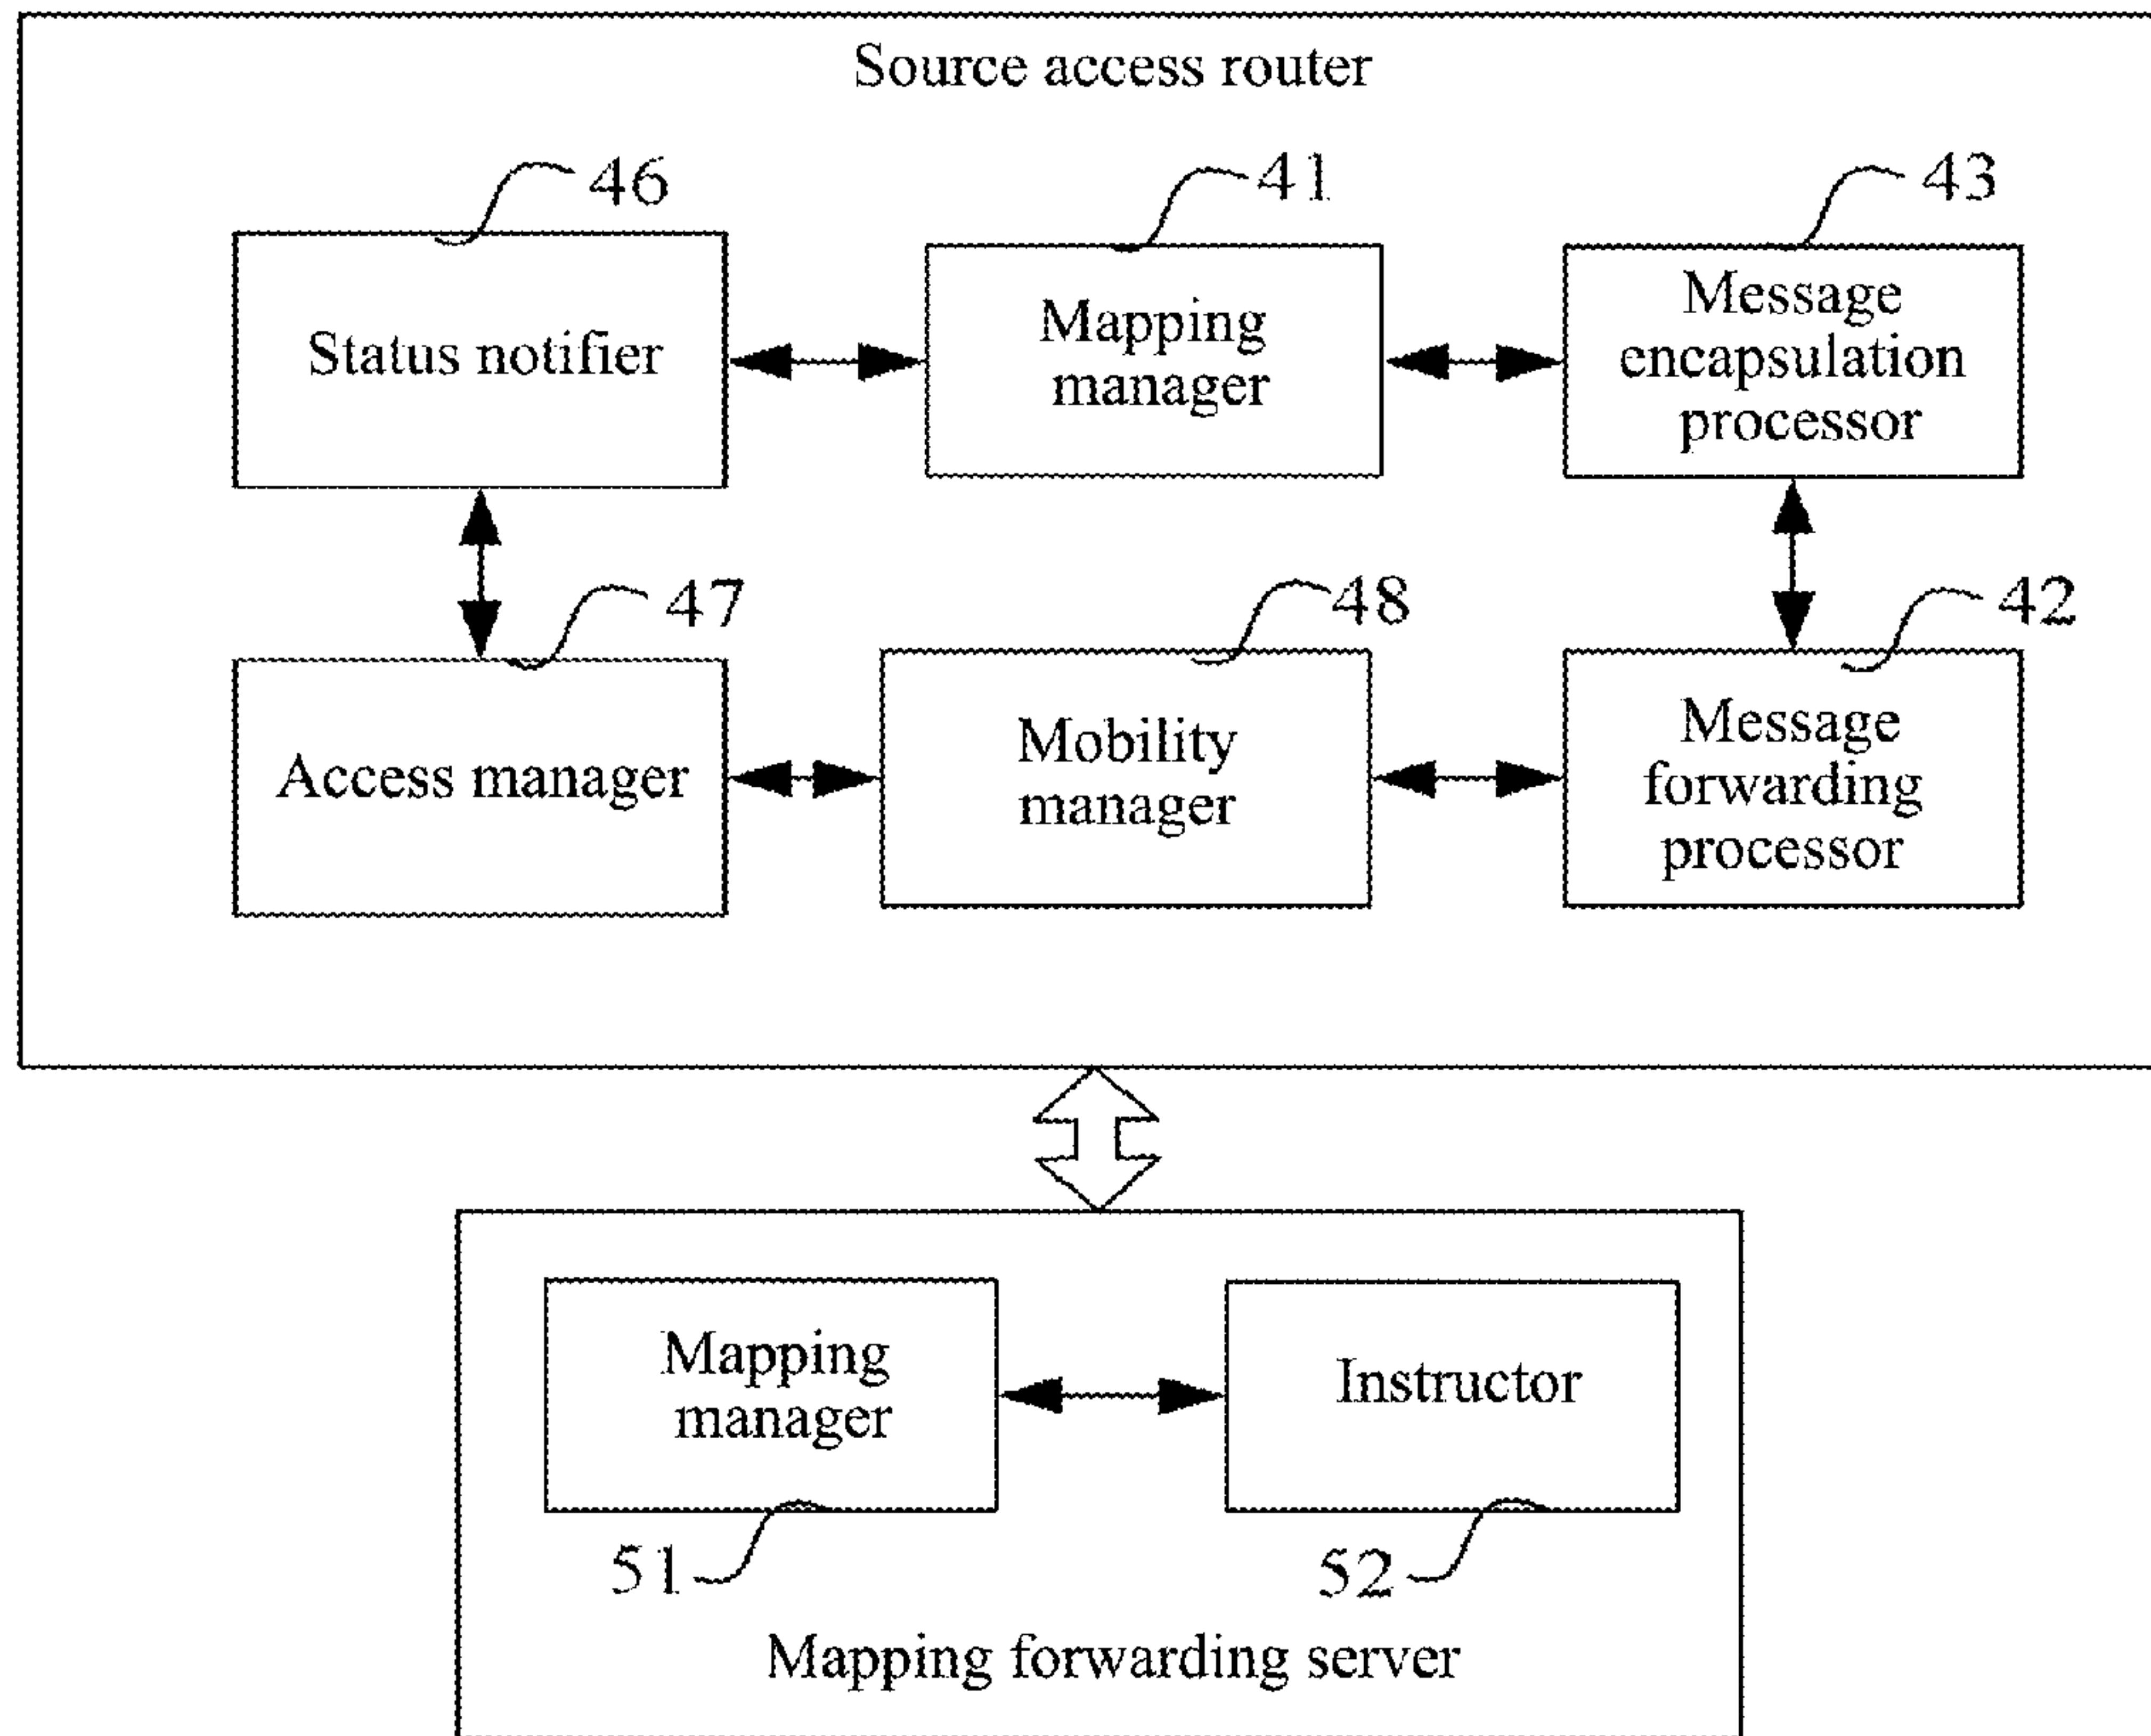 Source access router
46
41
43
Status notifier
Mapping
manager
Message
encapsulation
processor
47
48
42
Access manager
Mobility
manager
Message
forwarding
processor
Mapping
manager
Instructor
51
52
Mapping forwarding server